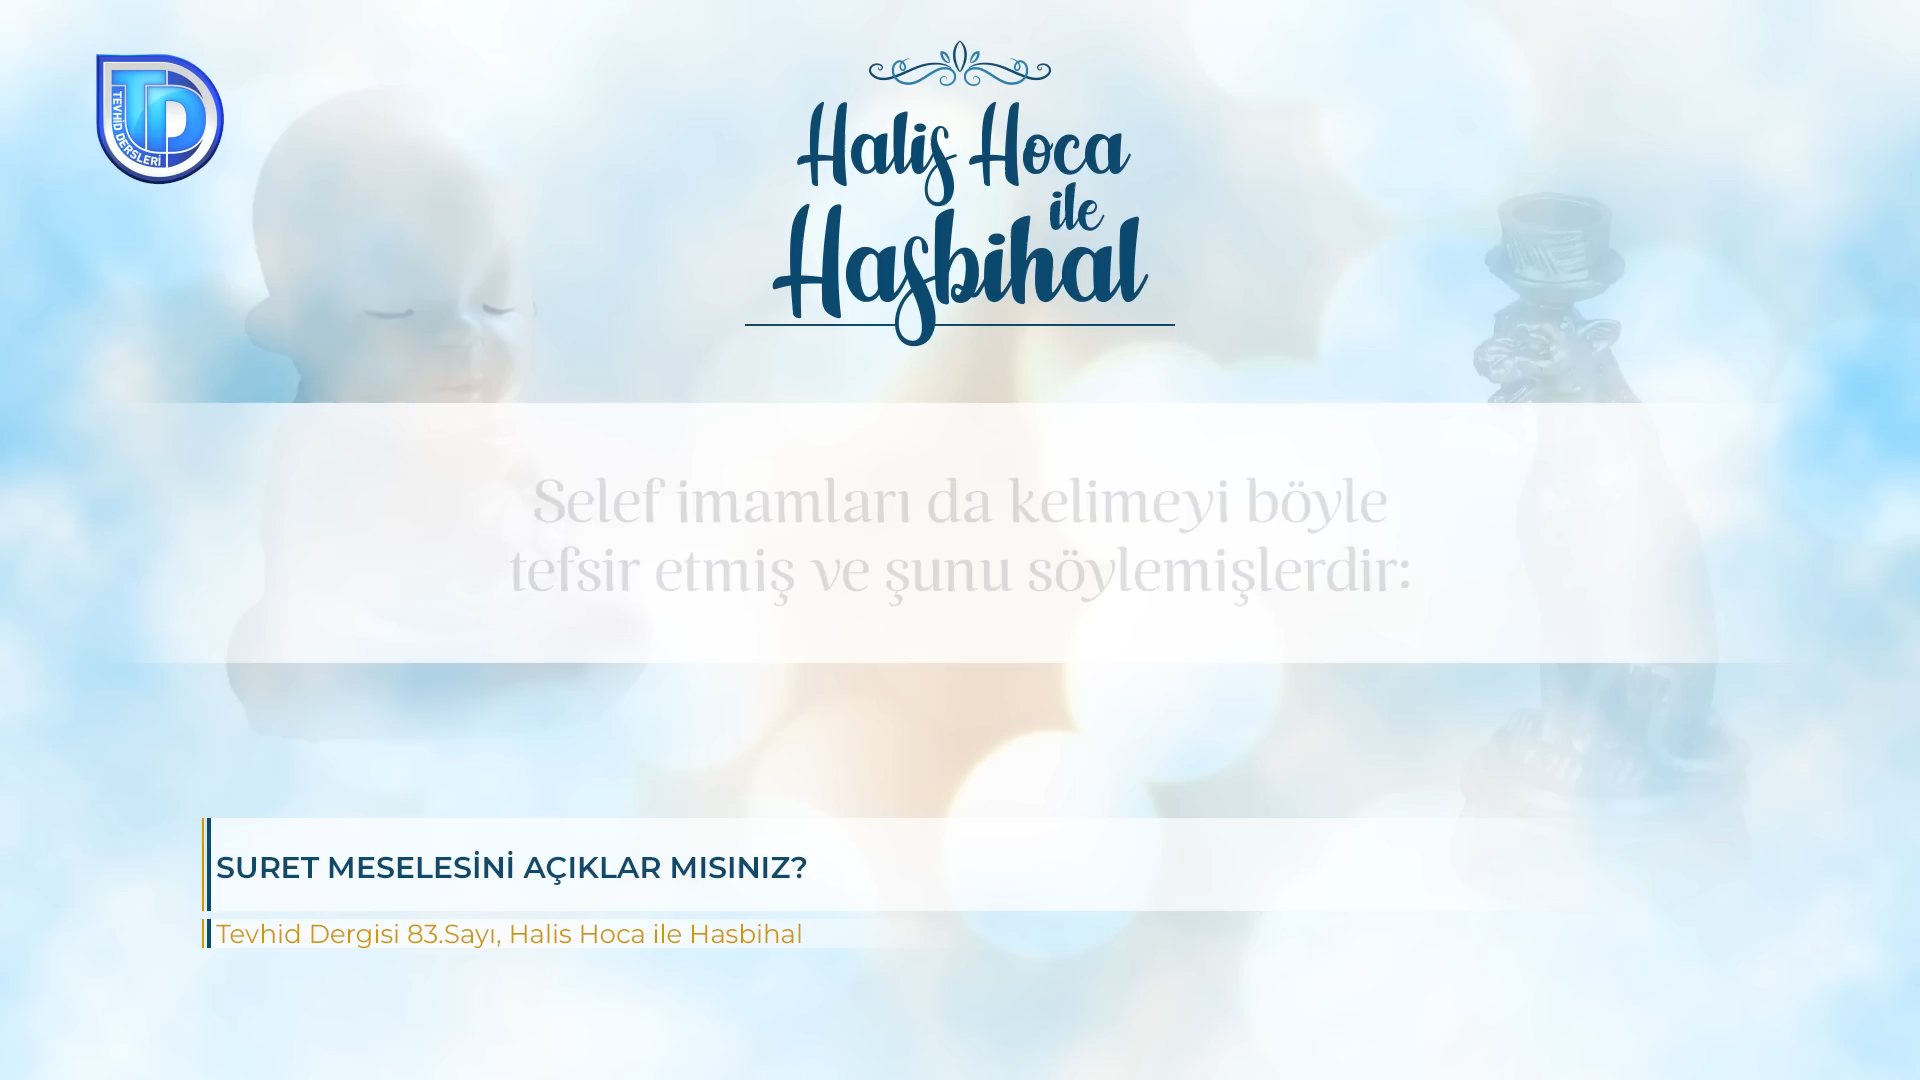 TD
TEVHİD DERSLERİ
Halis Hoca
ile
Hasbihal
Selef imamları da kelimeyi böyle
tefsir etmiş ve şunu söylemişlerdir:
SURET MESELESİNİ AÇIKLAR MISINIZ?
Tevhid Dergisi 83.Sayı, Halis Hoca ile Hasbihal